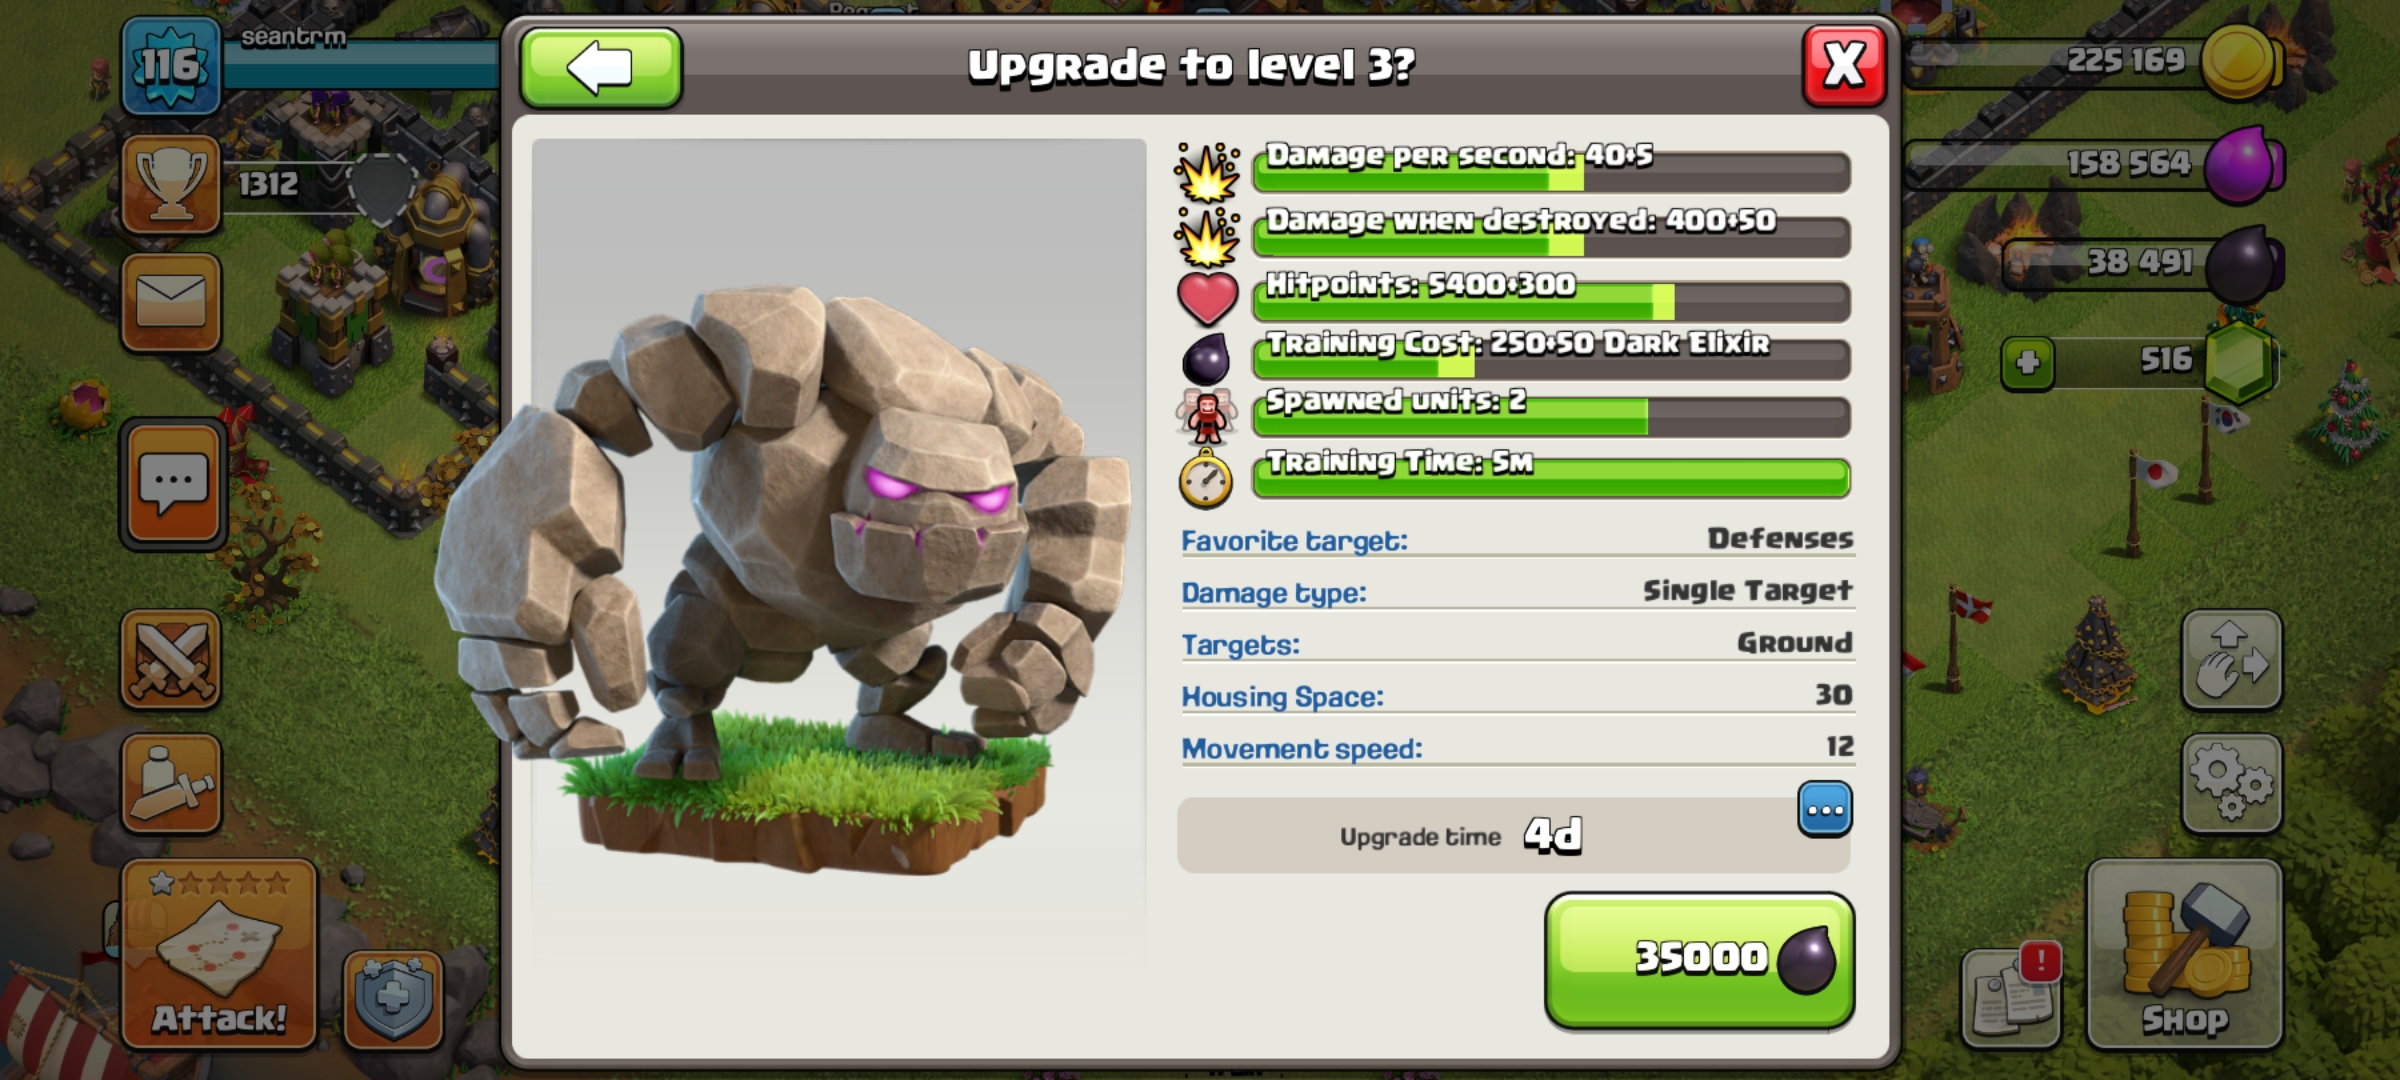 116
seantrm
1312
Attack!
Upgrade to level 3?
X
Damage per second: 40+5
Damage when destroyed: 400+50
Hitpoints: 5400+300
Training Cost: 250+50 Dark Elixir
Spawned units: 2
Training Time: 5m
Favorite target: Defenses
Damage type: Single Target
Targets: Ground
Housing Space: 30
Movement speed: 12
Upgrade time 4d
35000
225 169
158 564
38 491
516
!
Shop